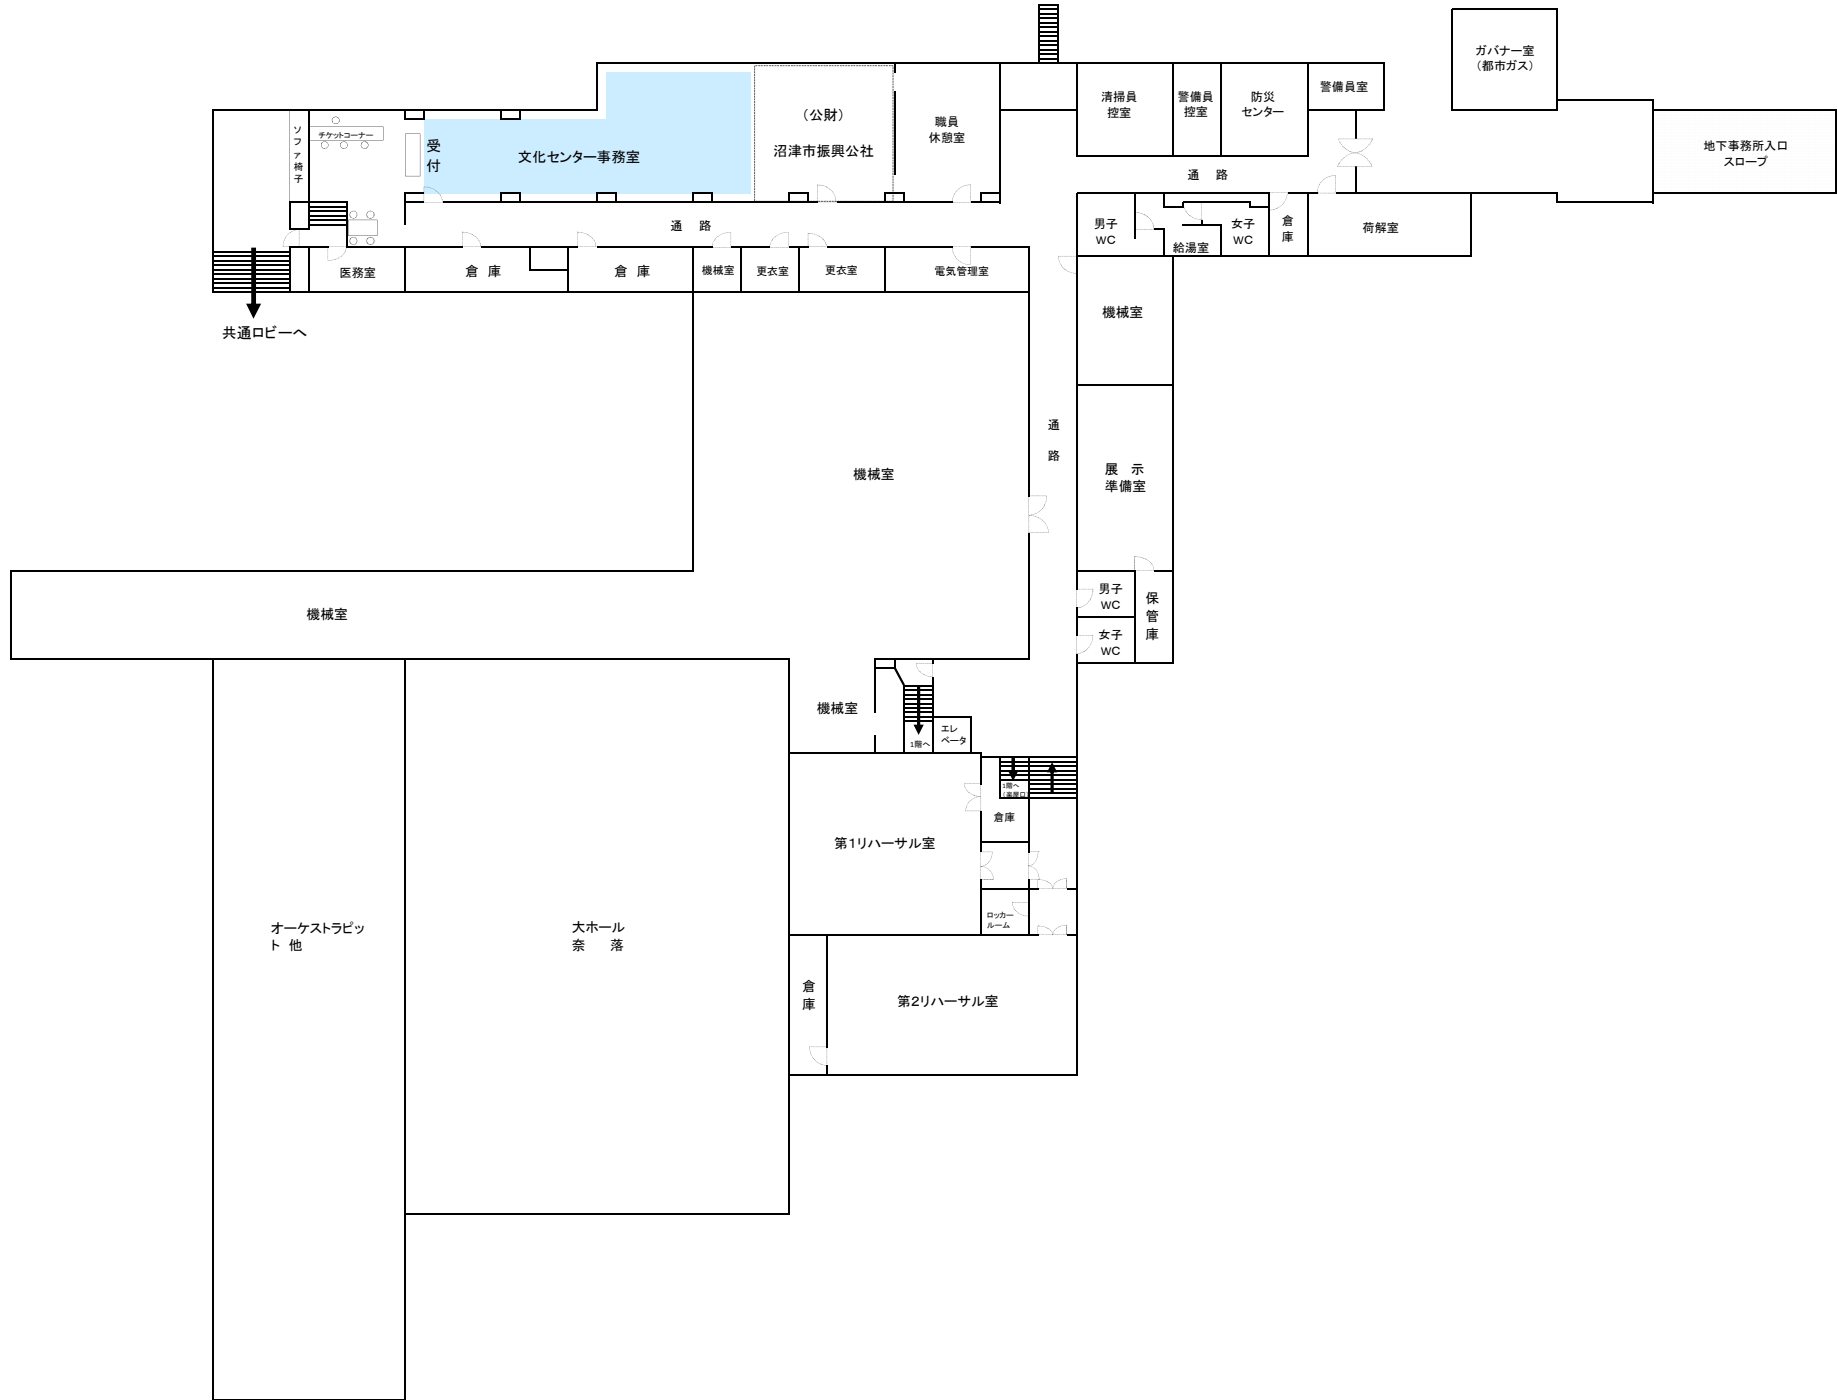 ガバナー室
（都市ガス）
清掃員
控室
警備員
控室
防災
センター
警備員室
ソファ椅子
チケットコーナー
受付
文化センター事務室
（公財）
沼津市振興公社
職員
休憩室
地下事務所入口
スロープ
通　路
通　路
男子
WC
給湯室
女子
WC
倉庫
荷解室
医務室
倉　庫
倉　庫
機械室
更衣室
更衣室
電気管理室
共通ロビーへ
機械室
通路
機械室
展　示
準備室
男子
WC
保管庫
女子
WC
機械室
機械室
1階へ
エレ
ベータ
1階へ
（楽屋口）
倉庫
第1リハーサル室
ロッカー
ルーム
オーケストラピッ
ト 他
大ホール
奈　落
倉庫
第2リハーサル室